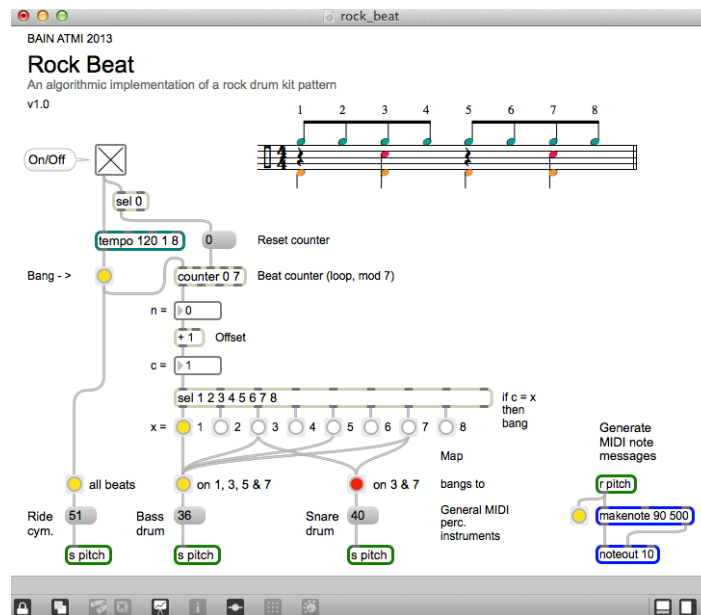 rock_beat
BAIN ATMI 2013
Rock Beat
An algorithmic implementation of a rock drum kit pattern
v1.0
1 2 3 4 5 6 7 8
4
4
On/Off
sel 0
tempo 120 1 8
0
Reset counter
Bang - >
counter 0 7
Beat counter (loop, mod 7)
n =
0
+ 1
Offset
c =
1
sel 1 2 3 4 5 6 7 8
if c = x
then
bang
x =
1 2 3 4 5 6 7 8
Map
bangs to
General MIDI
perc.
instruments
all beats
on 1, 3, 5 & 7
on 3 & 7
Ride
cym.
51
Bass
drum
36
Snare
drum
40
s pitch
s pitch
s pitch
Generate
MIDI note
messages
r pitch
makenote 90 500
noteout 10